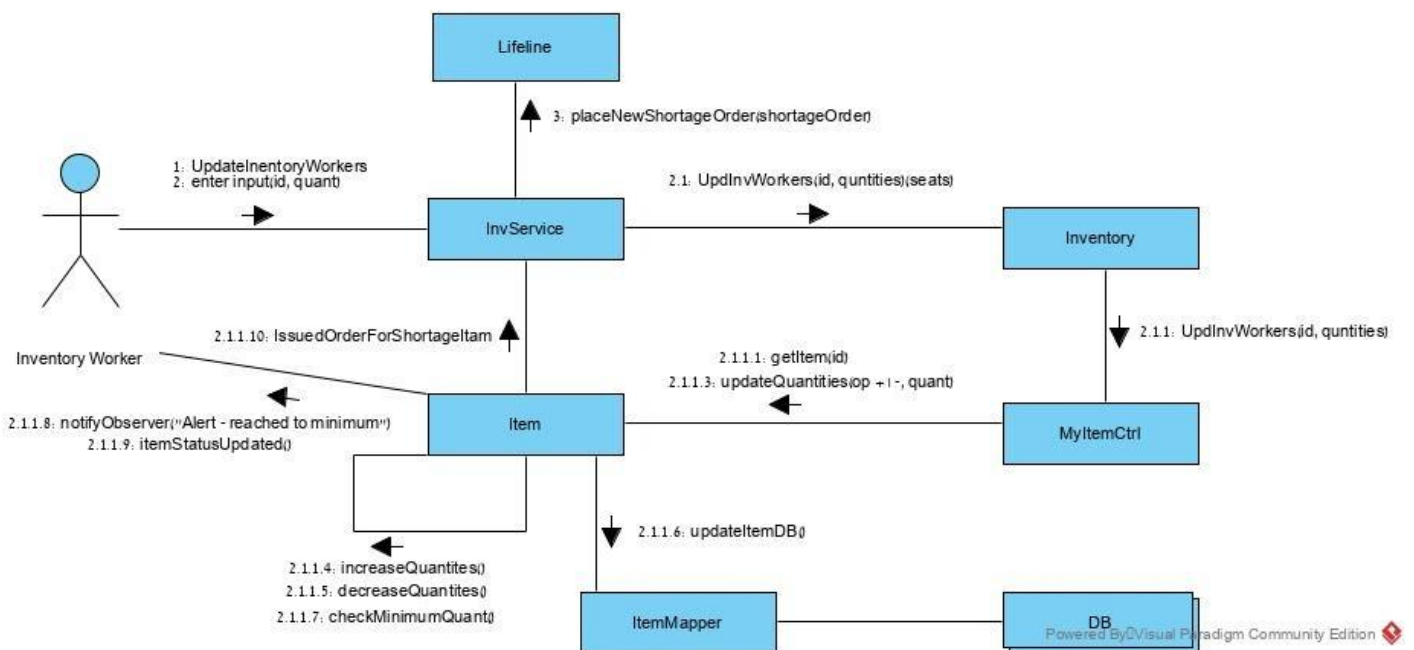 Lifeline
3: placeNewShortageOrder(shortageOrder)
1: UpdateInentoryWorkers
2: enter input(id, quant)
2.1: UpdInvWorkers(id, quntities)(seats)
InvService
Inventory
2.1.1.10: IssuedOrderForShortageItam
2.1.1: UpdInvWorkers(id, quntities)
Inventory Worker
2.1.1.1: getItem(id)
2.1.1.3: updateQuantities(op +|-, quant)
2.1.1.8: notifyObserver("Alert - reached to minimum")
2.1.1.9: itemStatusUpdated()
Item
MyItemCtrl
2.1.1.6: updateItemDB()
2.1.1.4: increaseQuantites()
2.1.1.5: decreaseQuantites()
2.1.1.7: checkMinimumQuant()
ItemMapper
DB
Powered By Visual Paradigm Community Edition